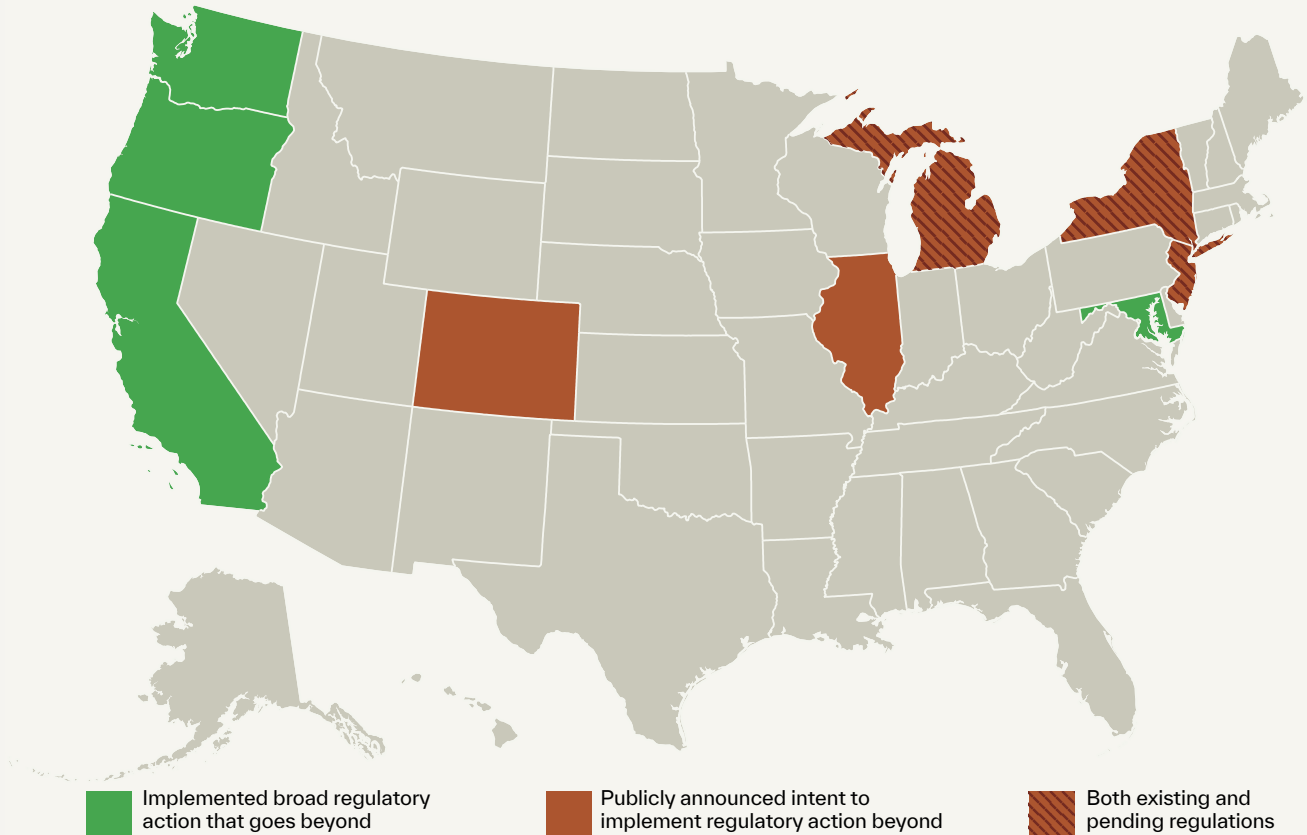 Implemented broad regulatory
action that goes beyond
Publicly announced intent to
implement regulatory action beyond
Both existing and
pending regulations